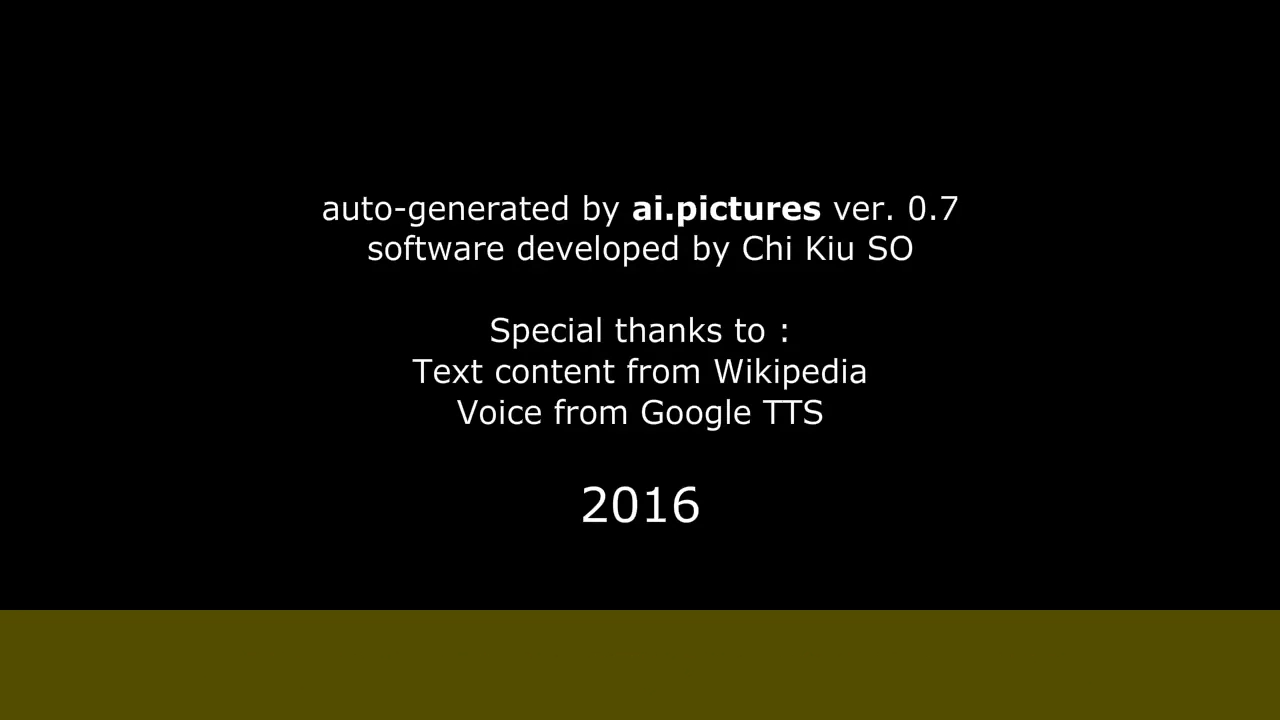 auto-generated by ai.pictures ver. 0.7
software developed by Chi Kiu SO
Special thanks to :
Text content from Wikipedia
Voice from Google TTS
2016